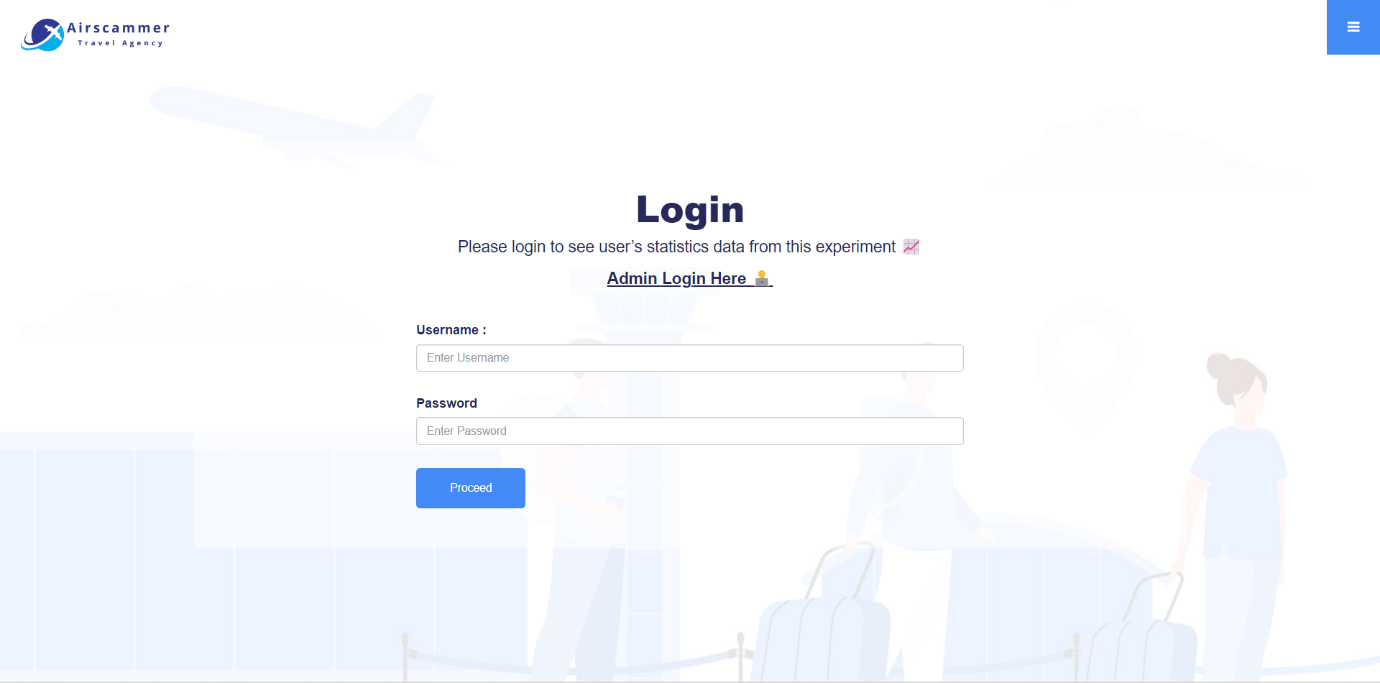 Airscammer
Travel Agency
Login
Please login to see user's statistics data from this experiment 📈
Admin Login Here 🧑‍💻
Username :
Enter Username
Password
Enter Password
Proceed